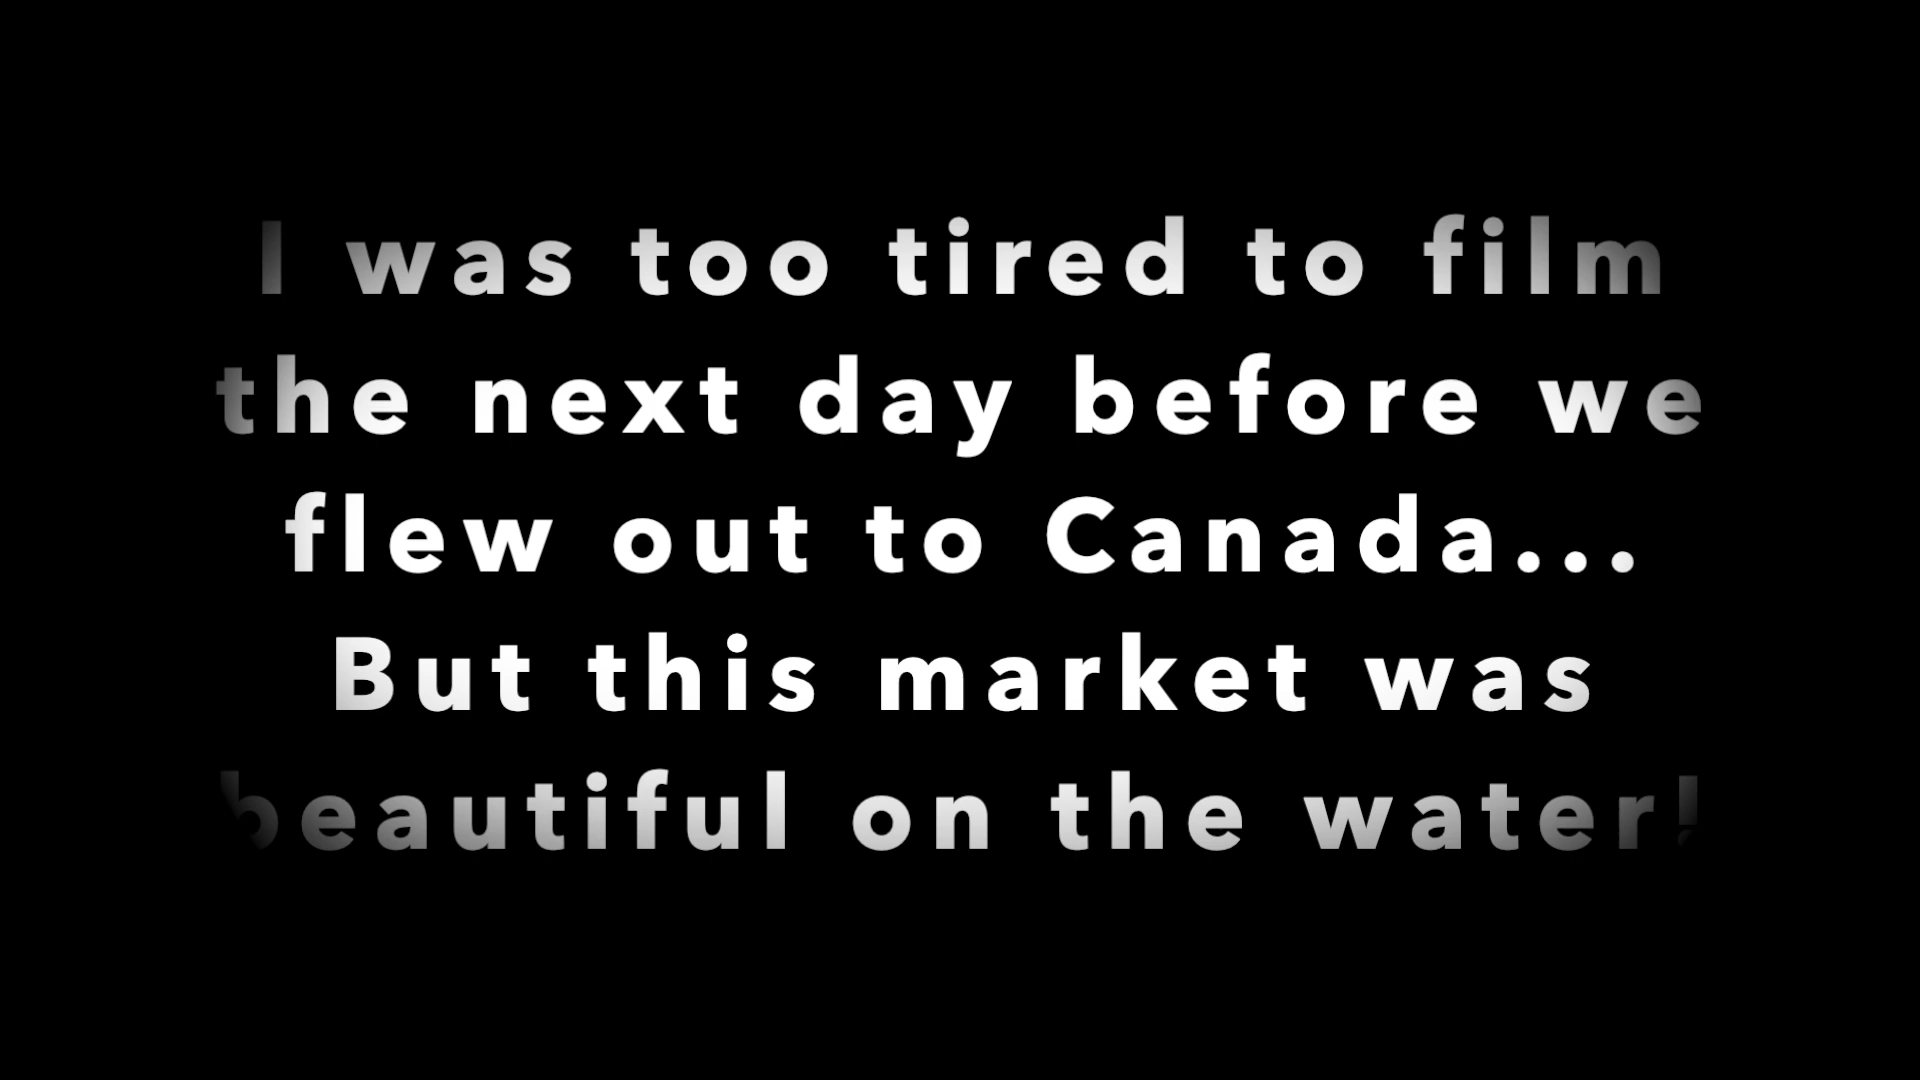 I was too tired to film
the next day before we
flew out to Canada...
But this market was
beautiful on the water!